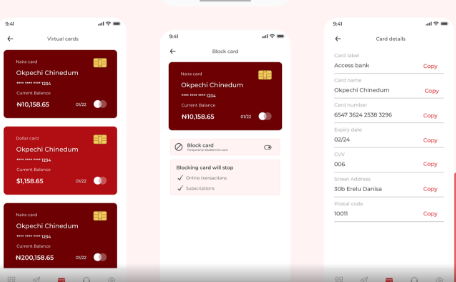 9:41
Virtual cards
Naira card
Okpechi Chinedum
**** **** **** 1234
Current Balance
₦10,158.65
01/22
Dollar card
Okpechi Chinedum
**** **** **** 1234
Current Balance
$1,158.65
01/22
Naira card
Okpechi Chinedum
**** **** **** 1234
Current Balance
₦200,158.65
01/22
9:41
Block card
Naira card
Okpechi Chinedum
**** **** **** 1234
Current Balance
₦10,158.65
01/22
Block card
Blocking card will stop
Online transactions
Subscriptions
9:41
Card details
Card label
Access bank Copy
Card name
Okpechi Chinedum Copy
Card number
6547 3624 2538 3296 Copy
Expiry date
02/24 Copy
CVV
006 Copy
Street Address
30b Erelu Danisa Copy
Postal code
10011 Copy